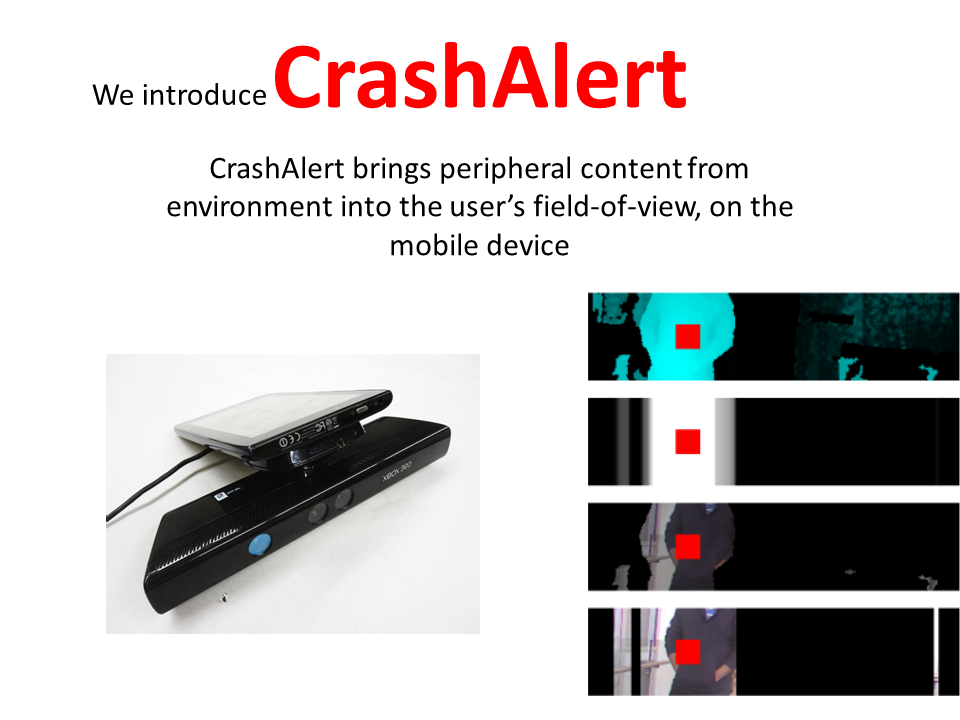 We introduce CrashAlert
CrashAlert brings peripheral content from
environment into the user’s field-of-view, on the
mobile device
XBOX 360